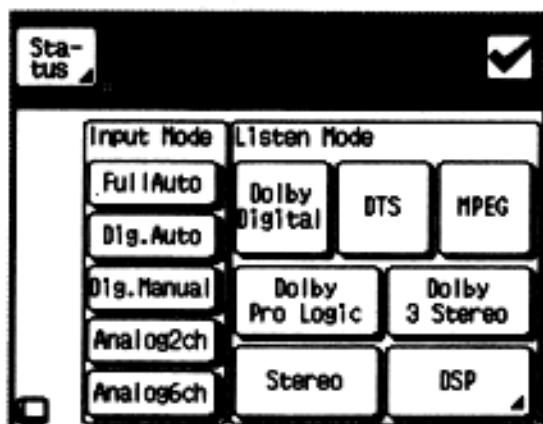 Sta-
tus
Input Mode
Listen Mode
FullAuto
Dolby
Digital
DTS
MPEG
Dig.Auto
Dig.Manual
Dolby
Pro Logic
Dolby
3 Stereo
Analog2ch
Stereo
DSP
Analog6ch